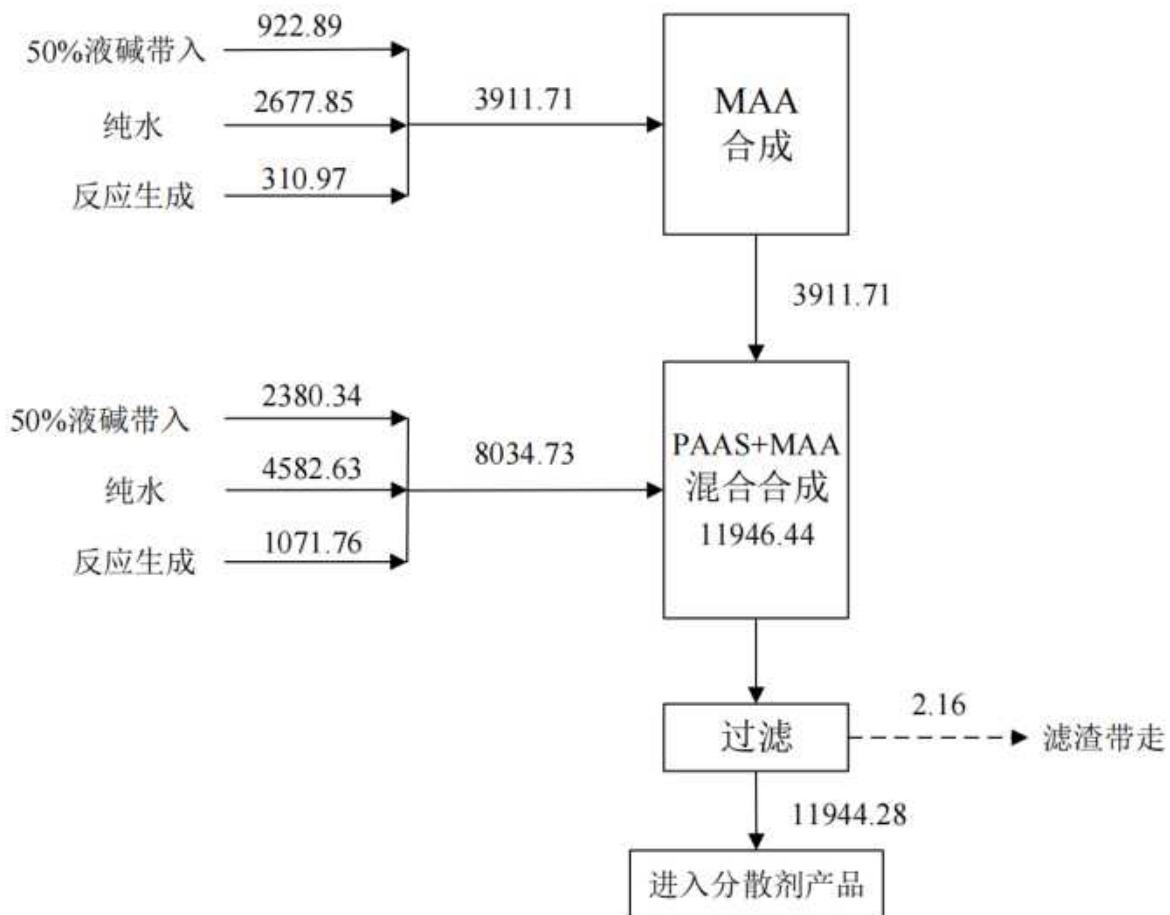 922.89
50%液碱带入
2677.85
纯水
3911.71
MAA
合成
310.97
反应生成
3911.71
2380.34
50%液碱带入
4582.63
纯水
8034.73
PAAS+MAA
混合合成
11946.44
1071.76
反应生成
过滤
2.16
滤渣带走
11944.28
进入分散剂产品